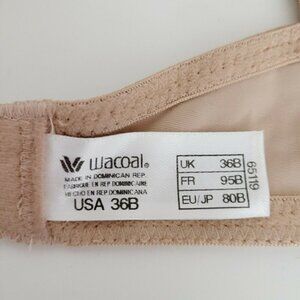 wacoal®
MADE IN DOMINICAN REP.
FABRIQUE EN REP DOMINICAINE
HECHO EN REP DOMINICANA
USA 36B
UK 36B
FR 95B
EU/JP 80B
65119